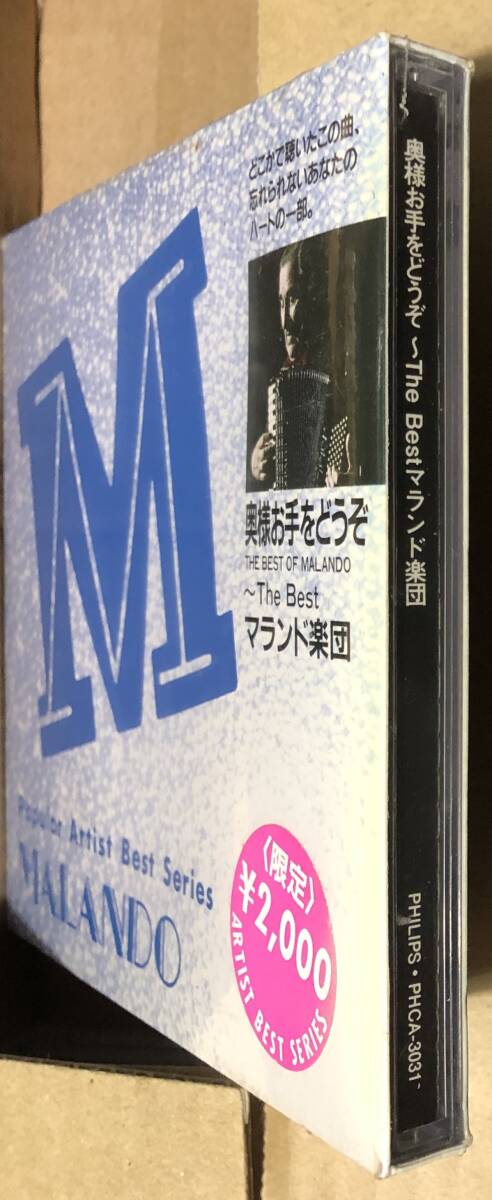 どこかで聴いたこの曲、
忘れられないあなたの
ハートの一部。
M
奥様お手をどうぞ
THE BEST OF MALANDO
~The Best
マランド楽団
Popular Artist Best Series
MALANDO
〈限定〉
¥2,000
ARTIST BEST SERIES
奥様お手をどうぞ ~The Bestマランド楽団
PHILIPS・PHCA-3031-